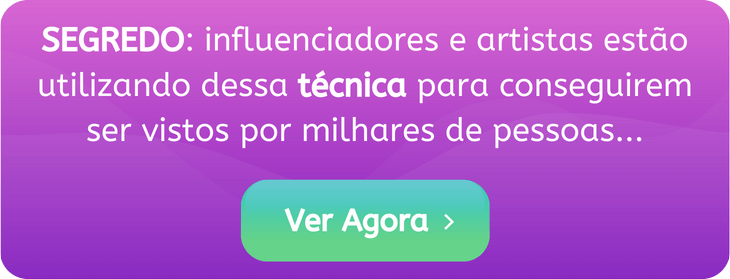 SEGREDO: influenciadores e artistas estão
utilizando dessa técnica para conseguirem
ser vistos por milhares de pessoas...
Ver Agora >